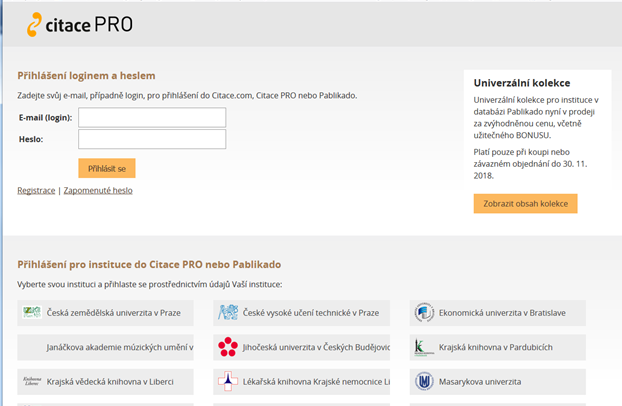 citace PRO
Přihlášení loginem a heslem
Zadejte svůj e-mail, případně login, pro přihlášení do Citace.com, Citace PRO nebo Pablikado.
E-mail (login):
Heslo:
Přihlásit se
Registrace | Zapomenuté heslo
Univerzální kolekce
Univerzální kolekce pro instituce v
databázi Pablikado nyní v prodeji
za zvýhodněnou cenu, včetně
užitečného BONUSU.
Platí pouze při koupi nebo
závazném objednání do 30. 11.
2018.
Zobrazit obsah kolekce
Přihlášení pro instituce do Citace PRO nebo Pablikado
Vyberte svou instituci a přihlaste se prostřednictvím údajů Vaší instituce:
Česká zemědělská univerzita v Praze
České vysoké učení technické v Praze
Ekonomická univerzita v Bratislave
Janáčkova akademie múzických umění v
Jihočeská univerzita v Českých Budějovic
Krajská knihovna v Pardubicích
Knihovna Liberec
Krajská vědecká knihovna v Liberci
Lékařská knihovna Krajské nemocnice Li
Masarykova univerzita